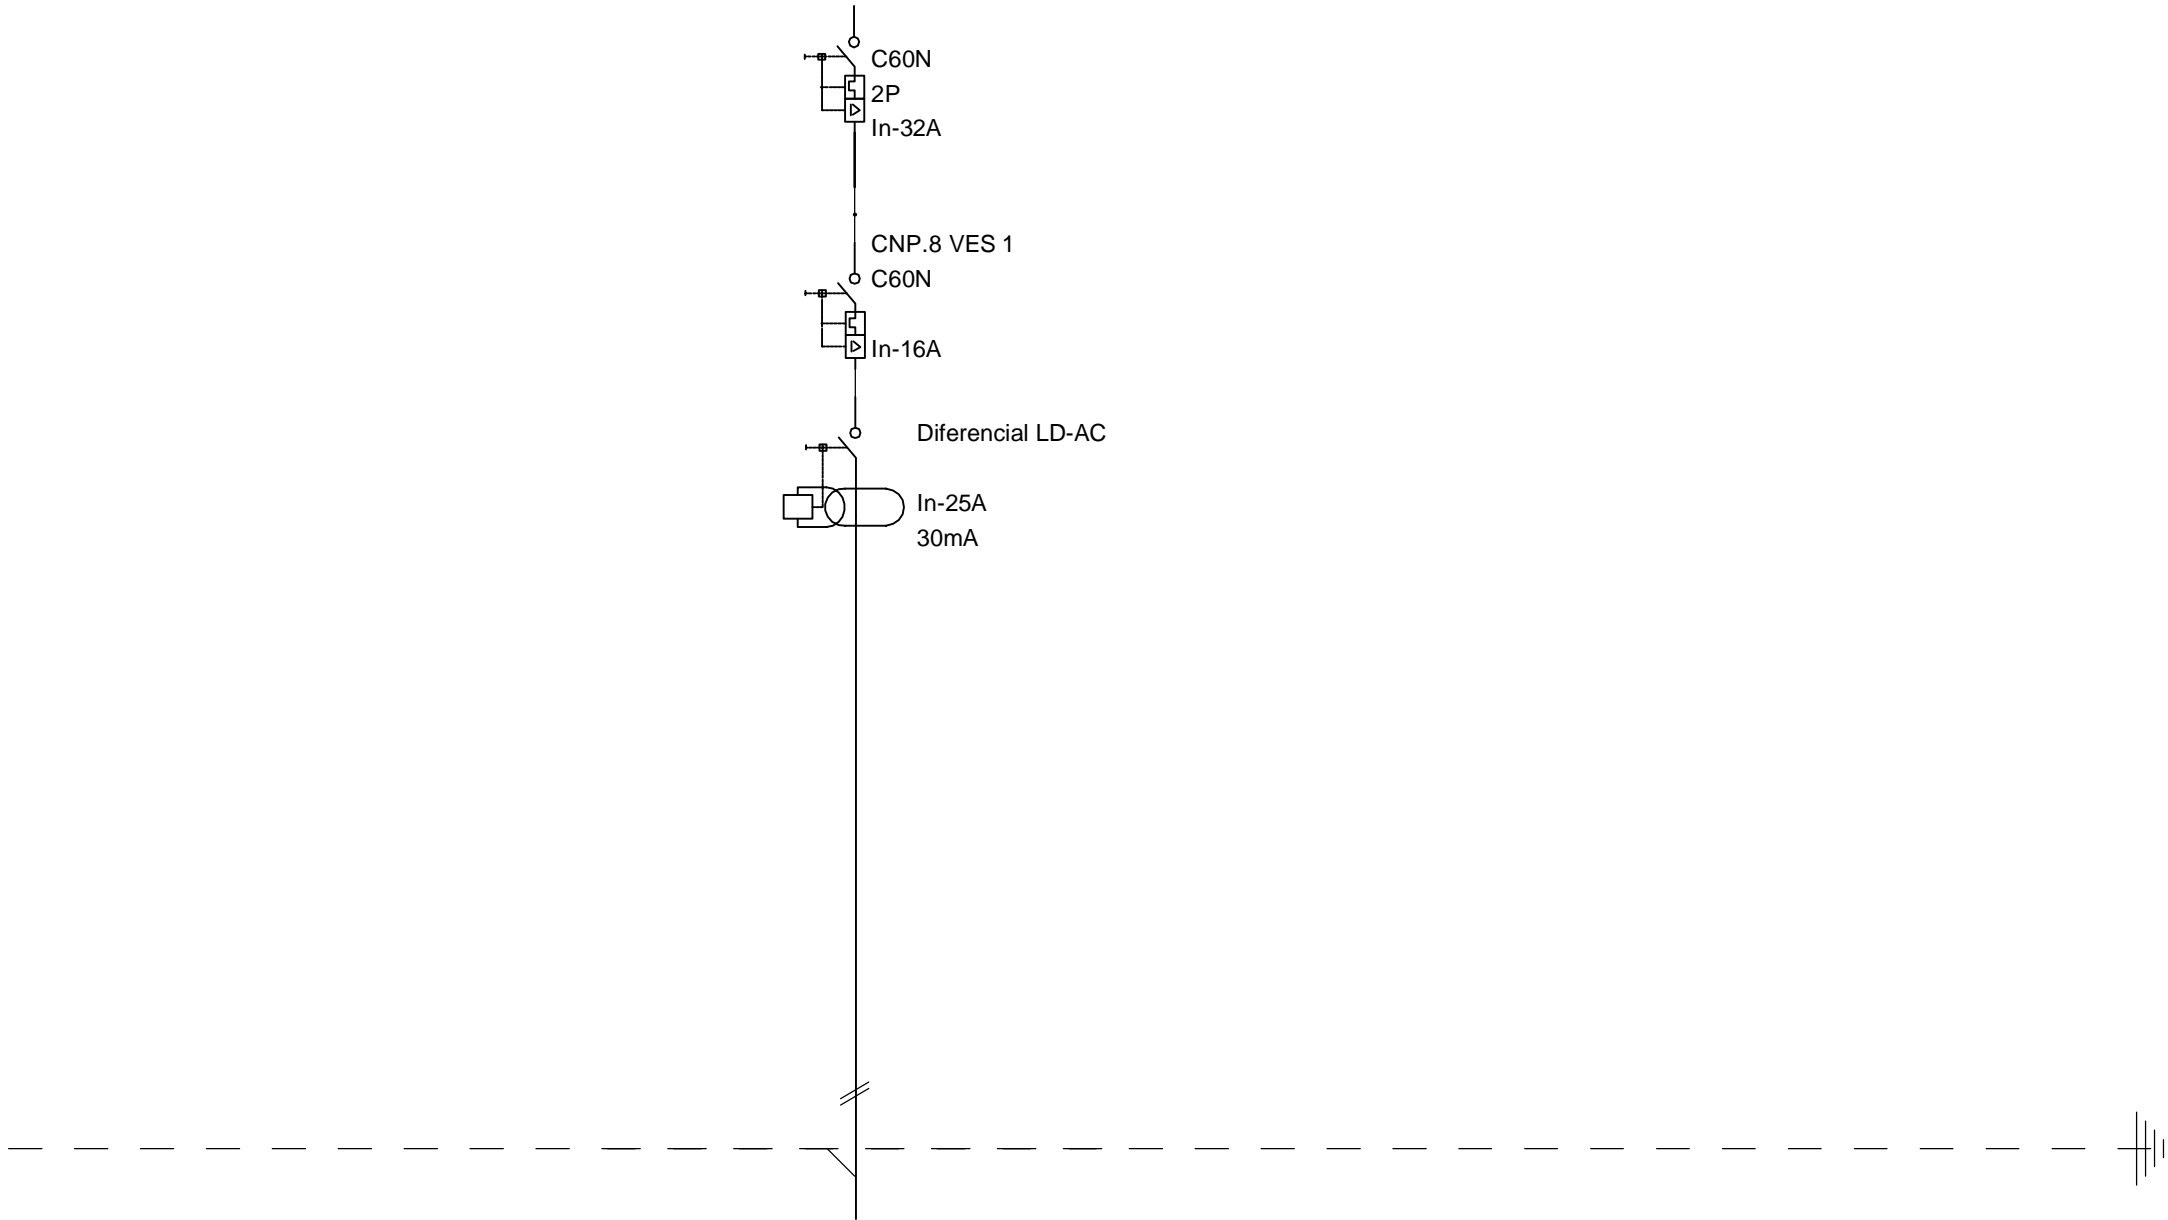 C60N
2P
In-32A
CNP.8 VES 1
C60N
In-16A
Diferencial LD-AC
In-25A
30mA